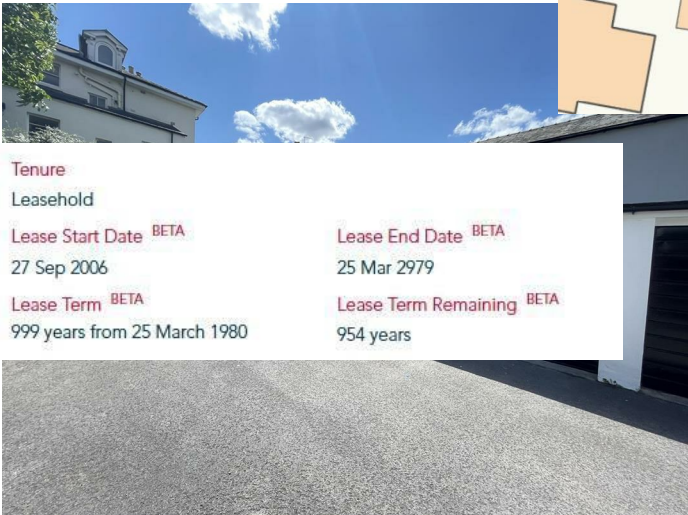 Tenure
Leasehold
Lease Start Date BETA
27 Sep 2006
Lease End Date BETA
25 Mar 2979
Lease Term BETA
999 years from 25 March 1980
Lease Term Remaining BETA
954 years